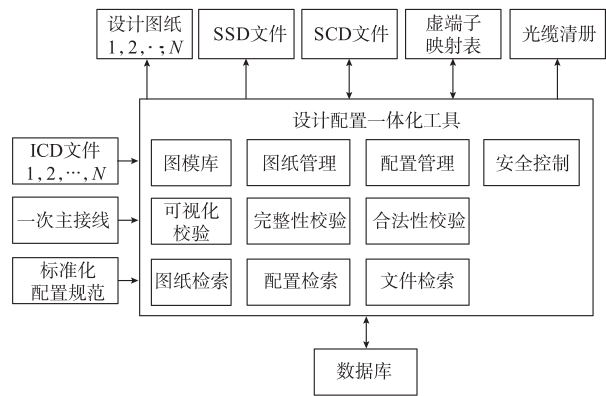 设计图纸
1, 2, ···, N
SSD文件
SCD文件
虚端子
映射表
光缆清册
设计配置一体化工具
ICD文件
1, 2, ···, N
图模库
图纸管理
配置管理
安全控制
一次主接线
可视化
校验
完整性校验
合法性校验
标准化
配置规范
图纸检索
配置检索
文件检索
数据库